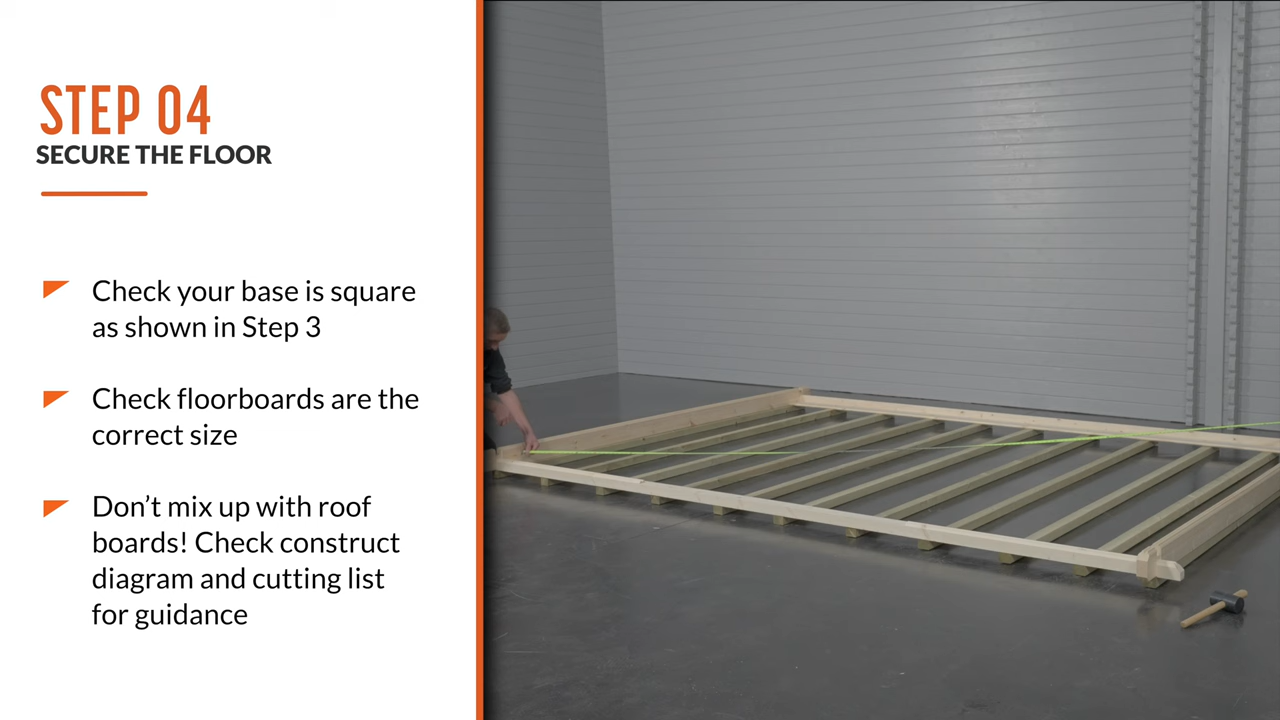 STEP 04
SECURE THE FLOOR
Check your base is square
as shown in Step 3
Check floorboards are the
correct size
Don’t mix up with roof
boards! Check construct
diagram and cutting list
for guidance